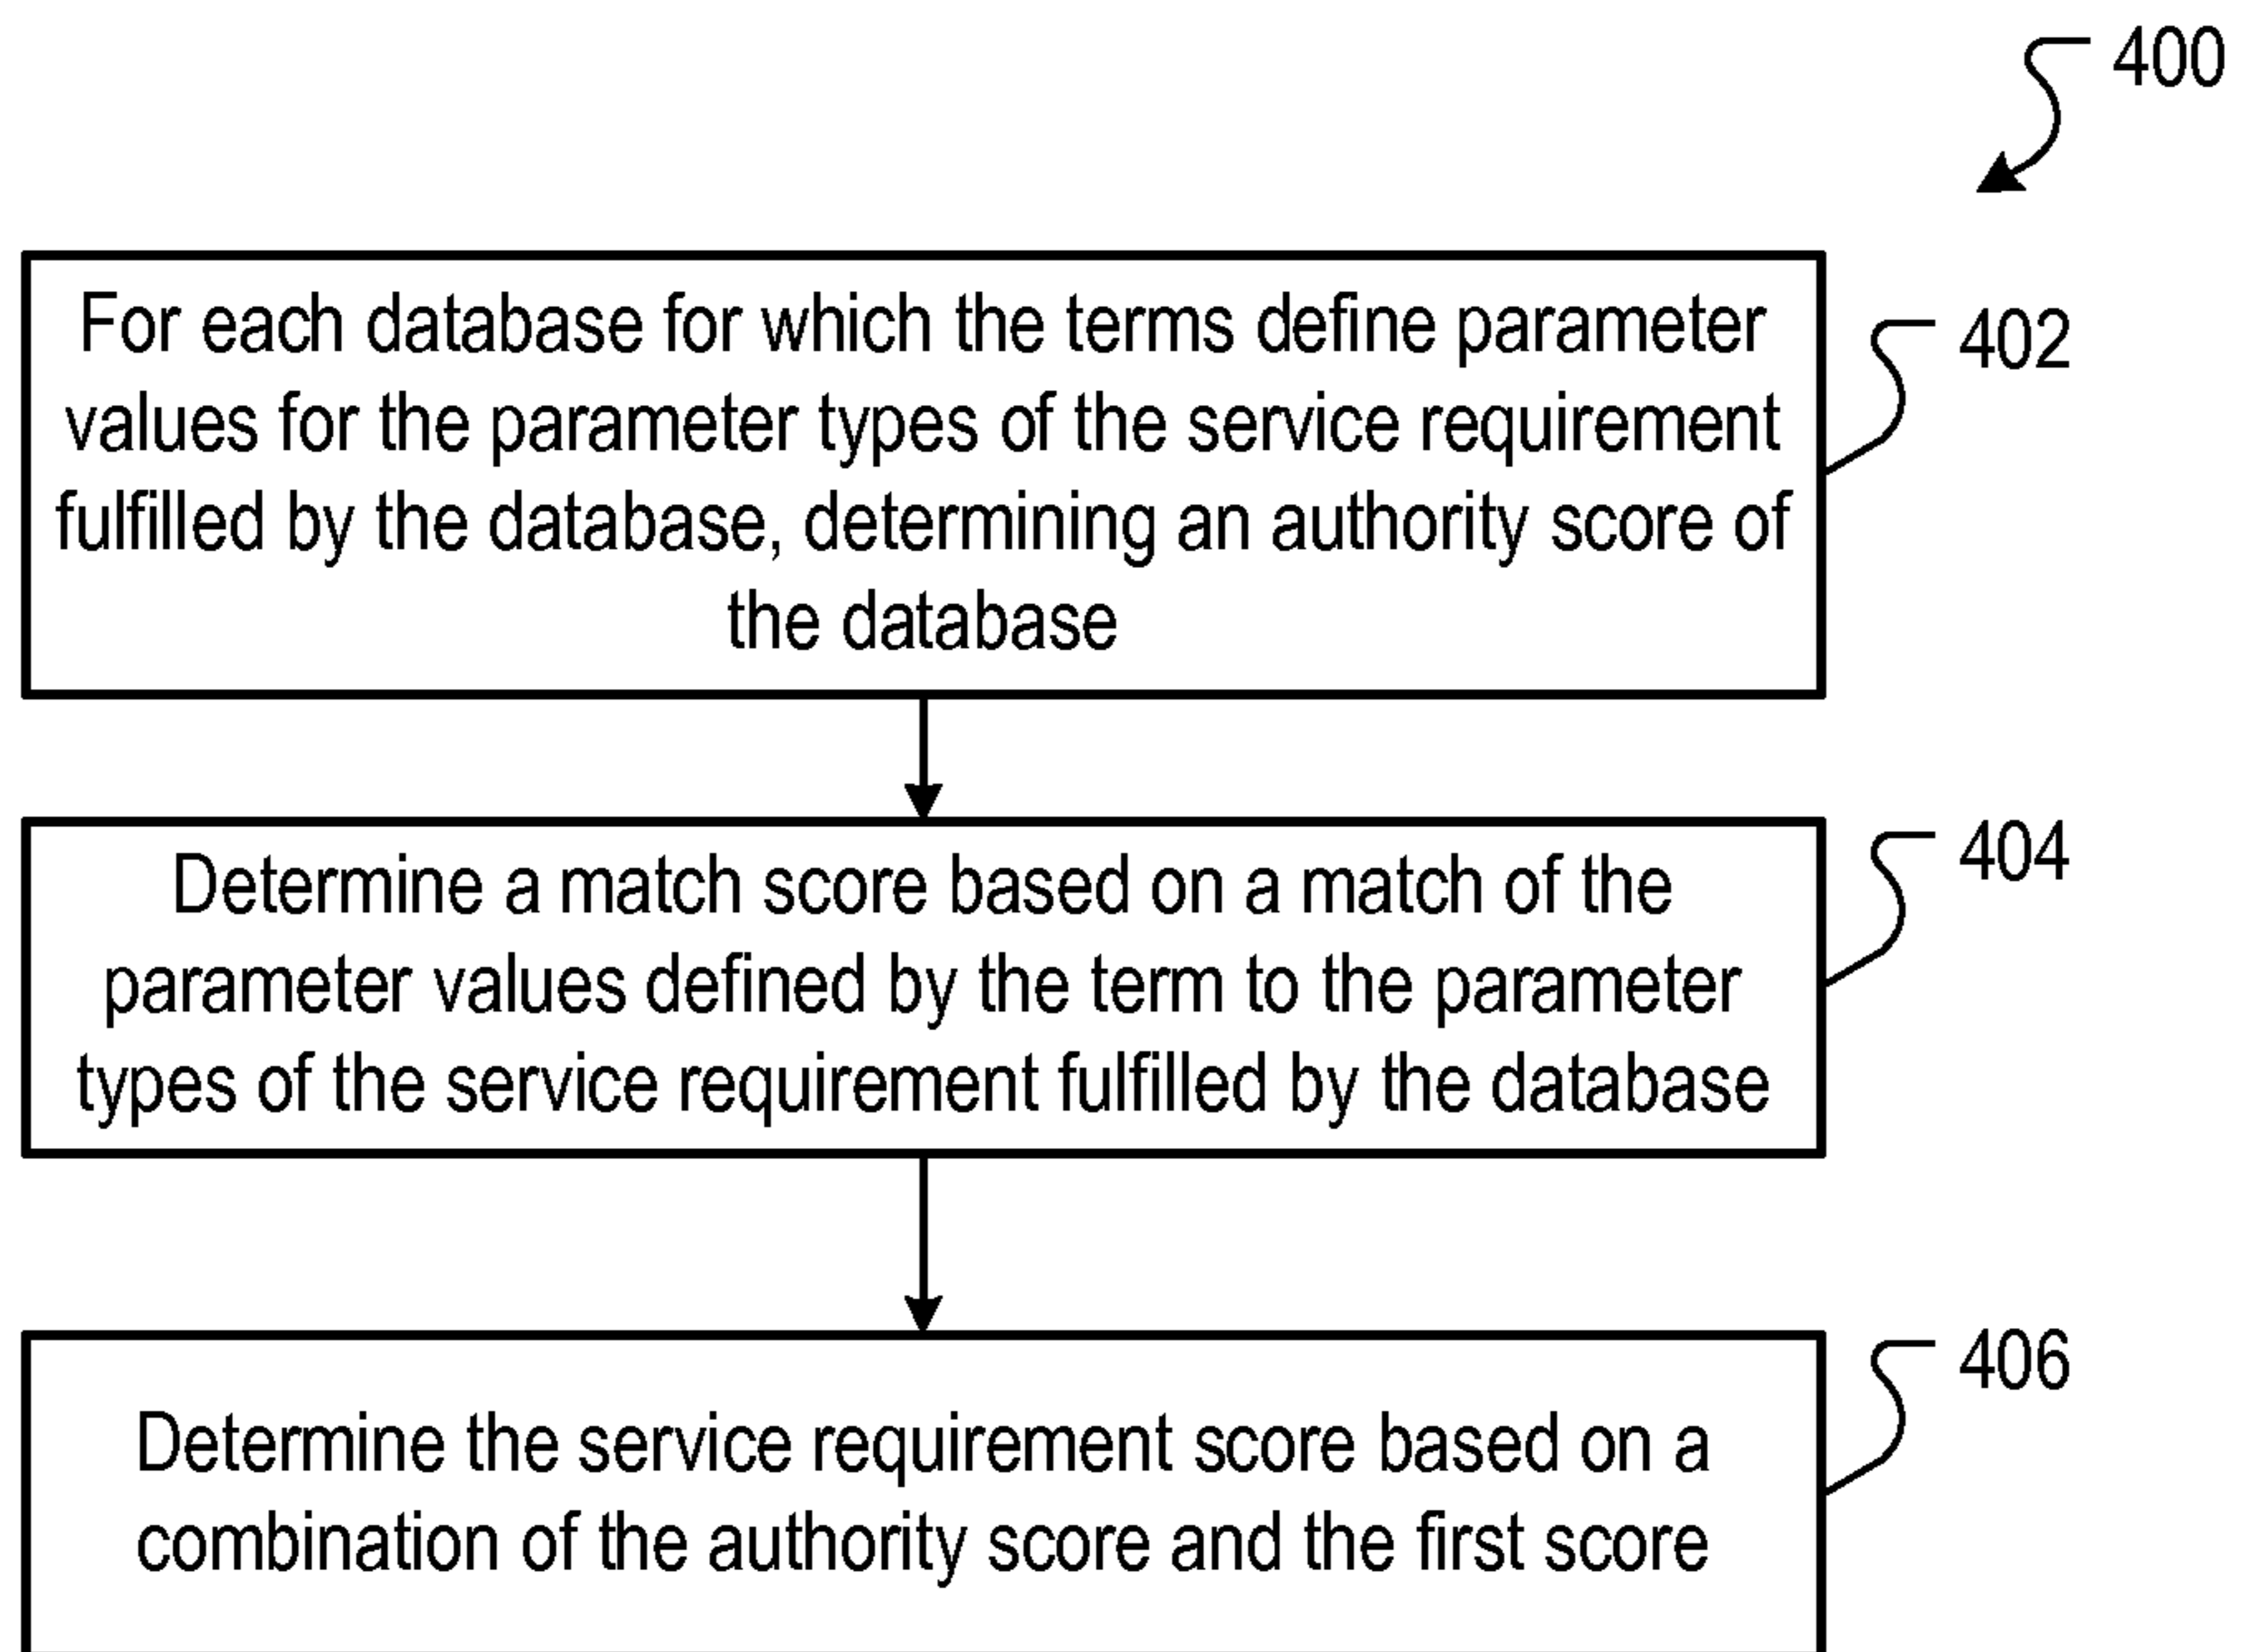 400
For each database for which the terms define parameter
values for the parameter types of the service requirement
fulfilled by the database, determining an authority score of
the database
402
Determine a match score based on a match of the
parameter values defined by the term to the parameter
types of the service requirement fulfilled by the database
404
Determine the service requirement score based on a
combination of the authority score and the first score
406